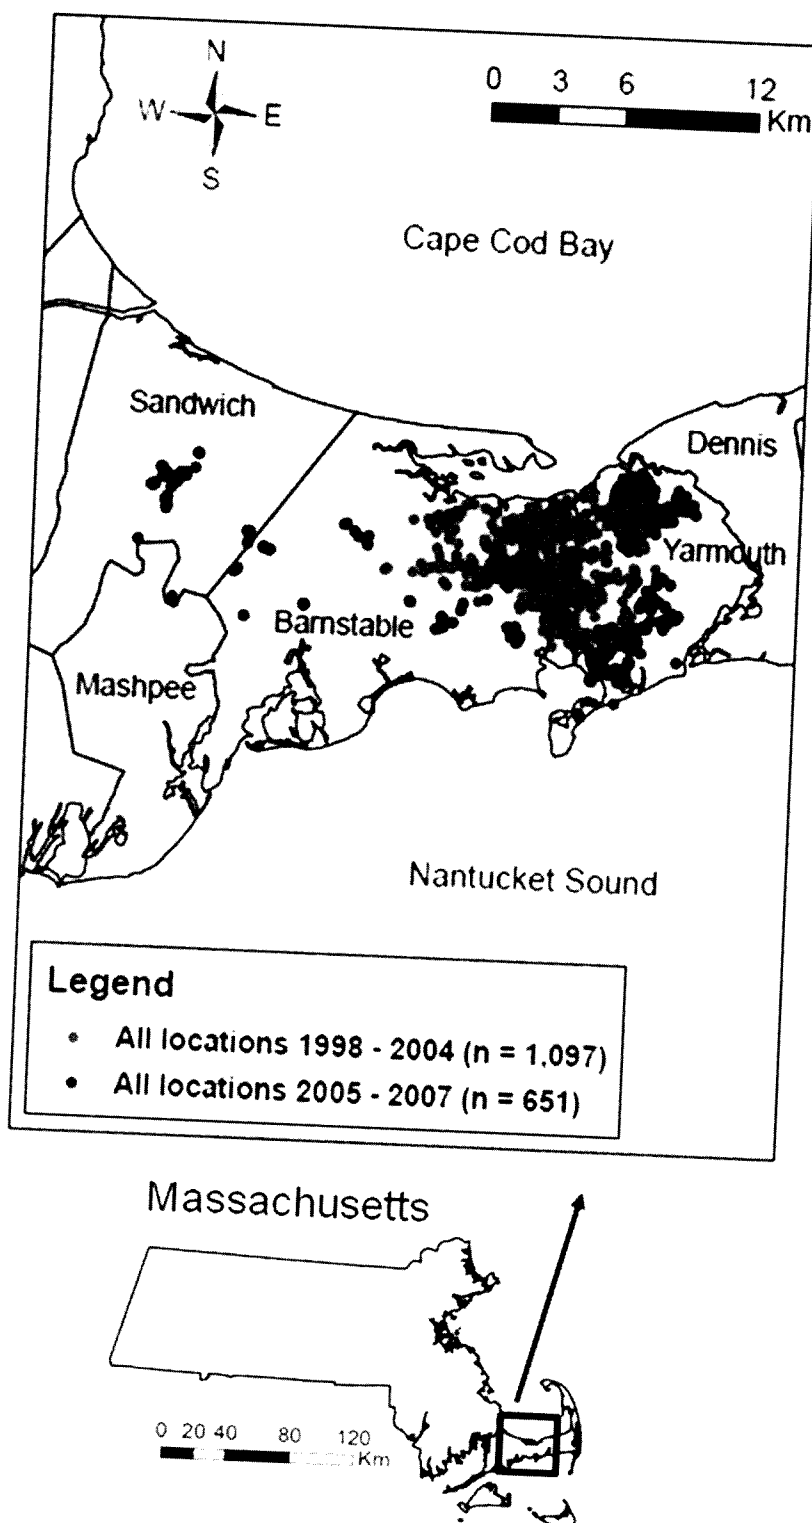 N
W E
S
0 3 6 12
Km
Cape Cod Bay
Sandwich
Dennis
Yarmouth
Barnstable
Mashpee
Nantucket Sound
Legend
All locations 1998 - 2004 (n = 1,097)
All locations 2005 - 2007 (n = 651)
Massachusetts
0 20 40 80 120
Km